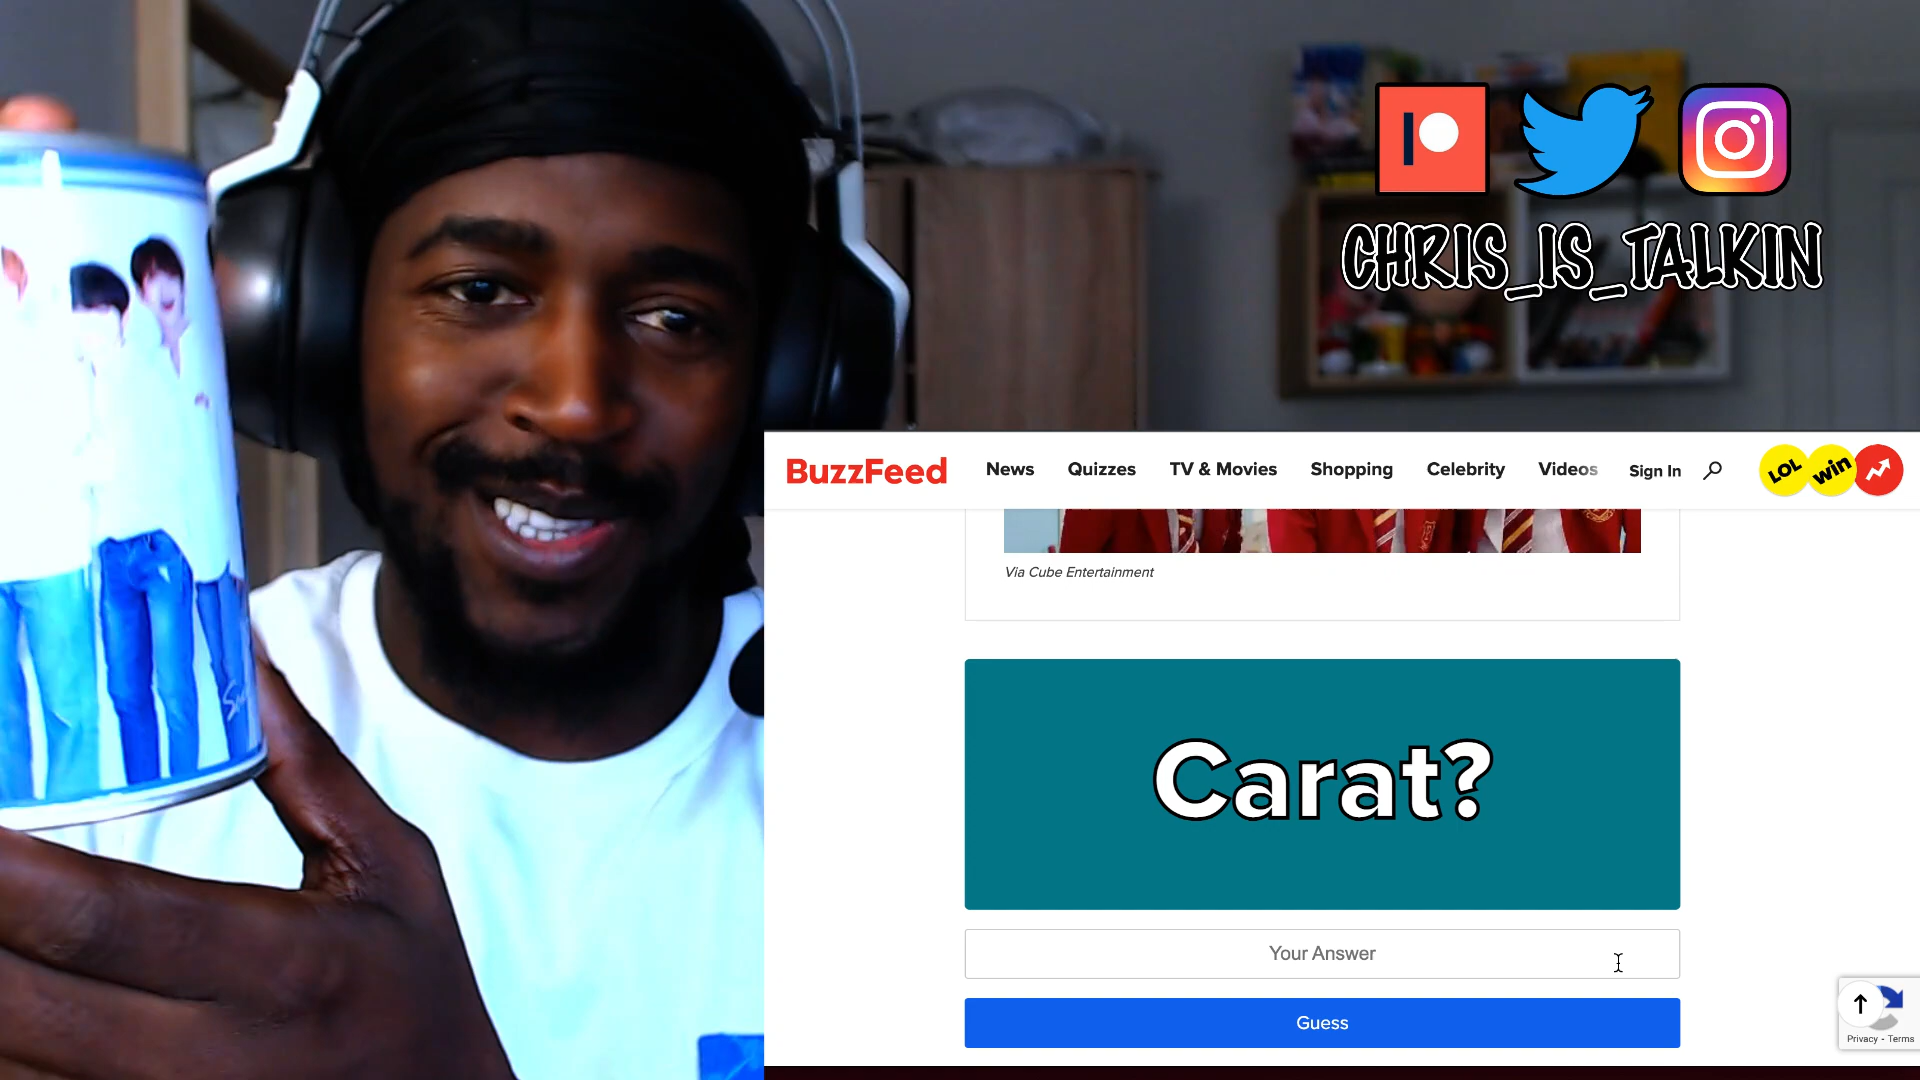 CHRIS_IS_TALKIN
BuzzFeed News Quizzes TV & Movies Shopping Celebrity Videos Sign In LOL win
Via Cube Entertainment
Carat?
Your Answer
Guess
Privacy - Terms